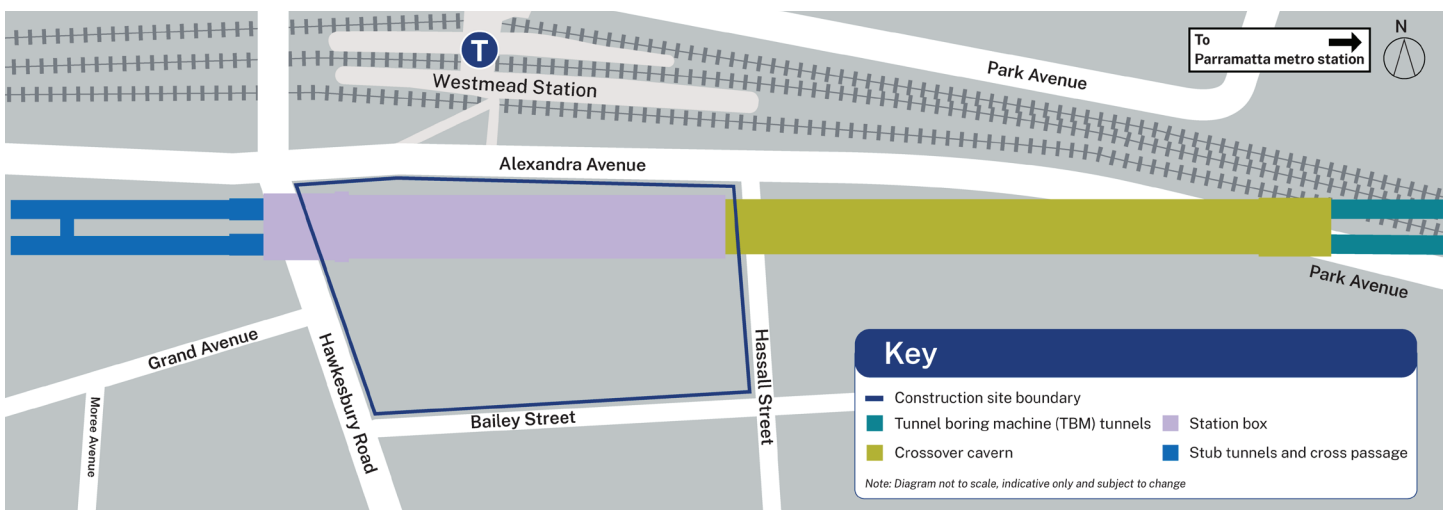 T
Westmead Station
Park Avenue
To
Parramatta metro station
N
Alexandra Avenue
Park Avenue
Grand Avenue
Moree Avenue
Hawkesbury Road
Bailey Street
Hassall Street
Key
Construction site boundary
Tunnel boring machine (TBM) tunnels
Station box
Crossover cavern
Stub tunnels and cross passage
Note: Diagram not to scale, indicative only and subject to change